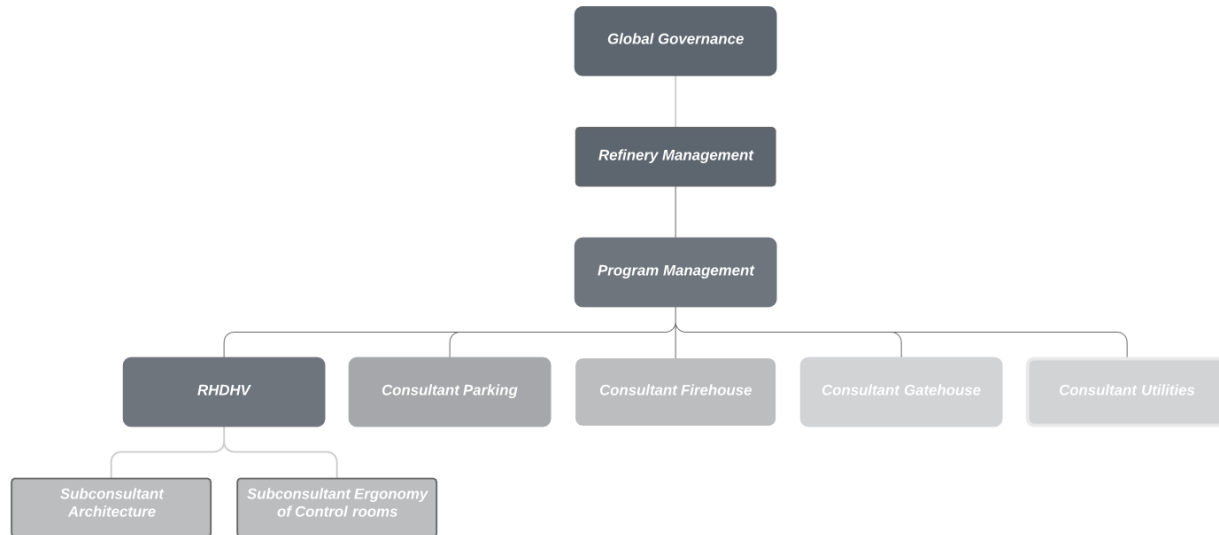 Global Governance
Refinery Management
Program Management
RHDHV
Consultant Parking
Consultant Firehouse
Consultant Gatehouse
Consultant Utilities
Subconsultant
Architecture
Subconsultant Ergonomy
of Control rooms